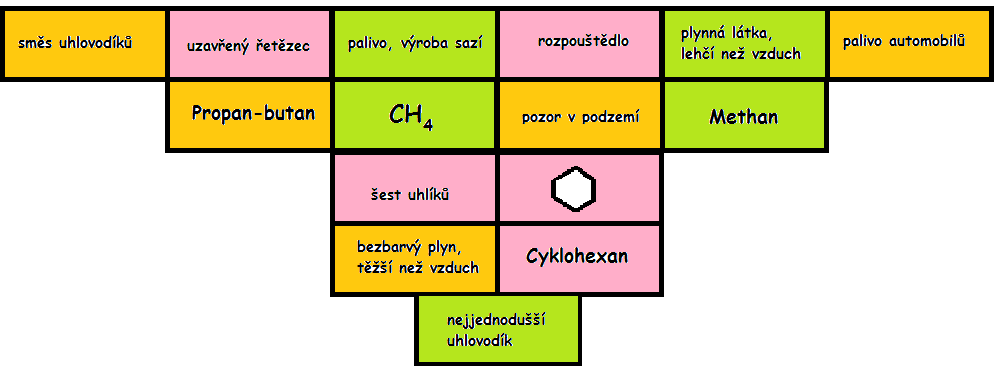 směs uhlovodíků
uzavřený řetězec
palivo, výroba sazí
rozpouštědlo
plynná látka,
lehčí než vzduch
palivo automobilů
Propan-butan
CH4
pozor v podzemí
Methan
šest uhlíků
bezbarvý plyn,
těžší než vzduch
Cyklohexan
nejjednodušší
uhlovodík